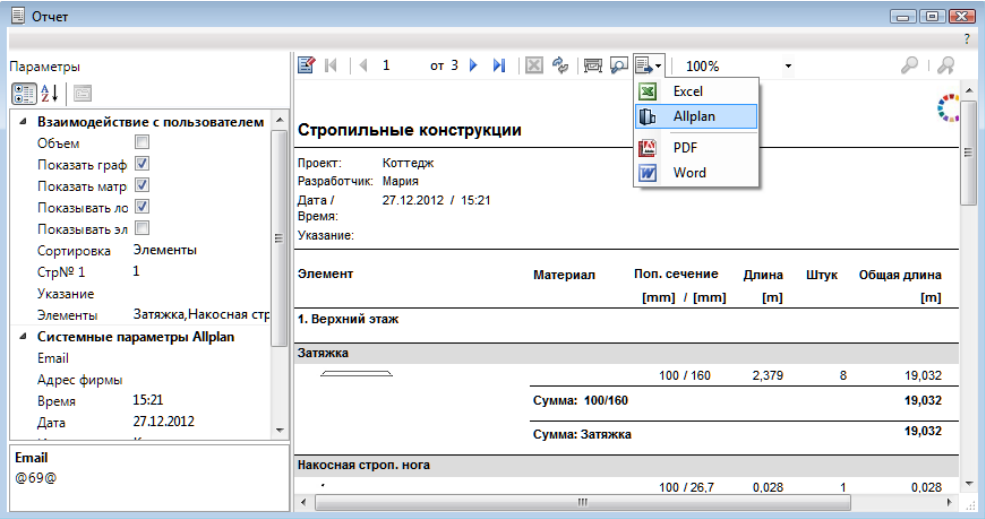 Отчет
?
Параметры
Взаимодействие с пользователем
Объем
Показать граф
Показать матр
Показывать ло
Показывать эл
Сортировка Элементы
Стр№ 1 1
Указание
Элементы Затяжка,Накосная стр
Системные параметры Allplan
Email
Адрес фирмы
Время 15:21
Дата 27.12.2012
Email
@69@
1 от 3 100%
Excel
Allplan
PDF
Word
Стропильные конструкции
Проект: Коттедж
Разработчик: Мария
Дата / 27.12.2012 / 15:21
Время:
Указание:
Элемент Материал Поп. сечение Длина Штук Общая длина
[mm] / [mm] [m] [m]
1. Верхний этаж
Затяжка
100 / 160 2,379 8 19,032
Сумма: 100/160 19,032
Сумма: Затяжка 19,032
Накосная строп. нога
100 / 26,7 0,028 1 0,028